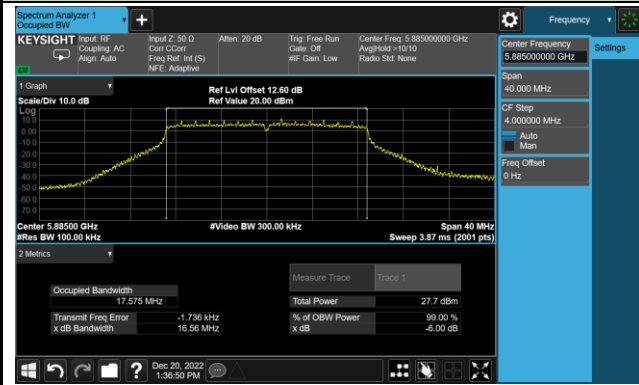 Spectrum Analyzer 1
Occupied BW
+
Frequency
KEYSIGHT
Input: RF
Coupling: AC
Align: Auto
Input Z: 50 Ω
Corr CCorr
Freq Ref: Int (S)
NFE: Adaptive
Atten: 20 dB
Trig: Free Run
Gate: Off
#IF Gain: Low
Center Freq: 5.885000000 GHz
Avg|Hold:>10/10
Radio Std: None
Center Frequency
5.885000000 GHz
Settings
Span
40.000 MHz
CF Step
4.000000 MHz
Auto
Man
Freq Offset
0 Hz
1 Graph
Scale/Div 10.0 dB
Ref Lvl Offset 12.60 dB
Ref Value 20.00 dBm
Log
10.0
0.00
-10.0
-20.0
-30.0
-40.0
-50.0
-60.0
-70.0
Center 5.88500 GHz
#Res BW 100.00 kHz
#Video BW 300.00 kHz
Span 40 MHz
Sweep 3.87 ms (2001 pts)
2 Metrics
Measure Trace
Trace 1
Occupied Bandwidth
17.575 MHz
Total Power
27.7 dBm
Transmit Freq Error
-1.736 kHz
% of OBW Power
99.00 %
x dB Bandwidth
16.56 MHz
x dB
-6.00 dB
?
Dec 20, 2022
1:36:50 PM